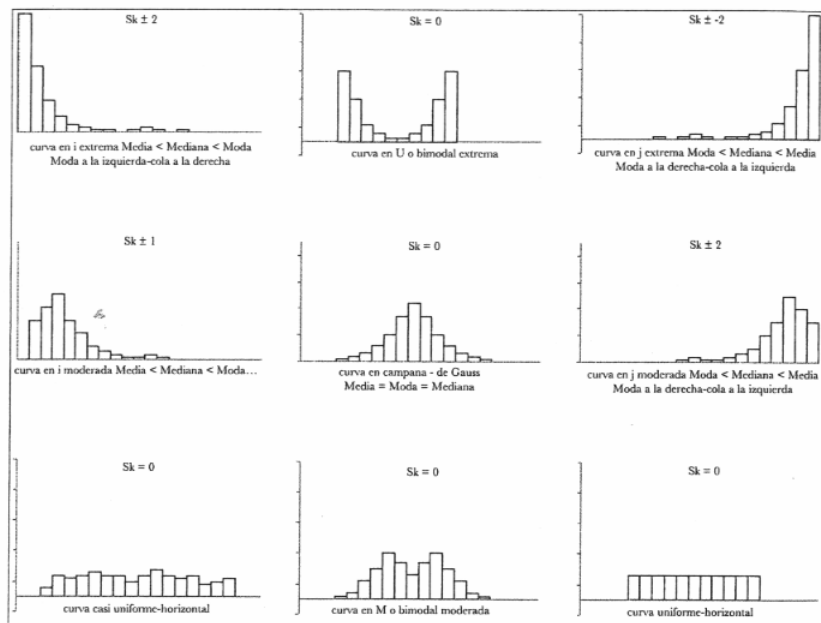 Sk ± 2
Sk = 0
Sk ± -2
curva en i extrema Media < Mediana < Moda
Moda a la izquierda-cola a la derecha
curva en U o bimodal extrema
curva en j extrema Moda < Mediana < Media
Moda a la derecha-cola a la izquierda
Sk ± 1
Sk = 0
Sk ± 2
curva en i moderada Media < Mediana < Moda…
curva en campana - de Gauss
Media = Moda = Mediana
curva en j moderada Moda < Mediana < Media
Moda a la derecha-cola a la izquierda
Sk = 0
Sk = 0
Sk = 0
curva casi uniforme-horizontal
curva en M o bimodal moderada
curva uniforme-horizontal